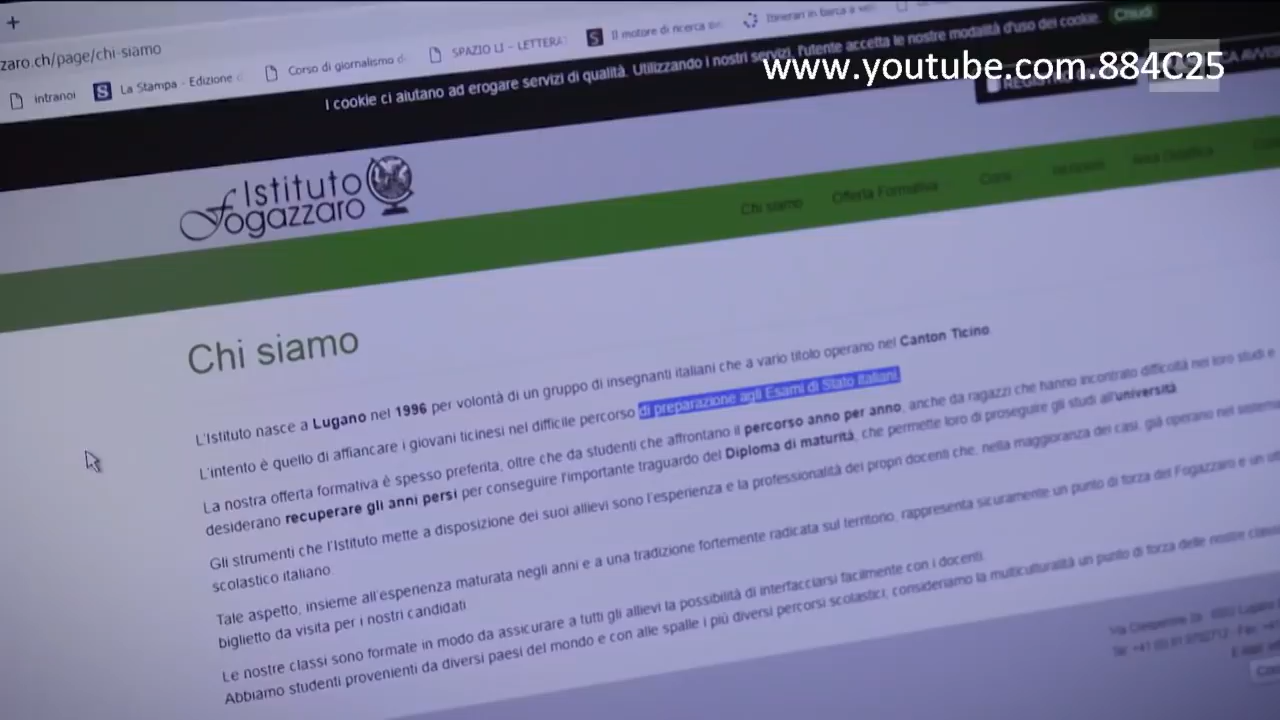 zaro.ch/page/chi-siamo
intranoi
La Stampa - Edizione
Corso di giornalismo
SPAZIO LI - LETTERA
Il motore di ricerca
Itinerari in barca a
I cookie ci aiutano ad erogare servizi di qualità. Utilizzando i nostri servizi, l'utente accetta le nostre modalità d'uso dei cookie.
Chiudi
www.youtube.com.884C25
Istituto
Fogazzaro
Chi siamo
Offerta Formativa
Corsi
Chi siamo
L'Istituto nasce a Lugano nel 1996 per volontà di un gruppo di insegnanti italiani che a vario titolo operano nel Canton Ticino.
L'intento è quello di affiancare i giovani ticinesi nel difficile percorso di preparazione agli Esami di Stato Italiani.
La nostra offerta formativa è spesso preferita, oltre che da studenti che affrontano il percorso anno per anno, anche da ragazzi che hanno incontrato difficoltà nei loro studi e
desiderano recuperare gli anni persi per conseguire l'importante traguardo del Diploma di maturità, che permette loro di proseguire gli studi all'università.
Gli strumenti che l'Istituto mette a disposizione dei suoi allievi sono l'esperienza e la professionalità dei propri docenti che, nella maggioranza dei casi, già operano nel sistema
scolastico italiano.
Tale aspetto, insieme all'esperienza maturata negli anni e a una tradizione fortemente radicata sul territorio, rappresenta sicuramente un punto di forza del Fogazzaro e un
biglietto da visita per i nostri candidati.
Le nostre classi sono formate in modo da assicurare a tutti gli allievi la possibilità di interfacciarsi facilmente con i docenti.
Abbiamo studenti provenienti da diversi paesi del mondo e con alle spalle i più diversi percorsi scolastici, consideriamo la multiculturalità un punto di forza delle nostre